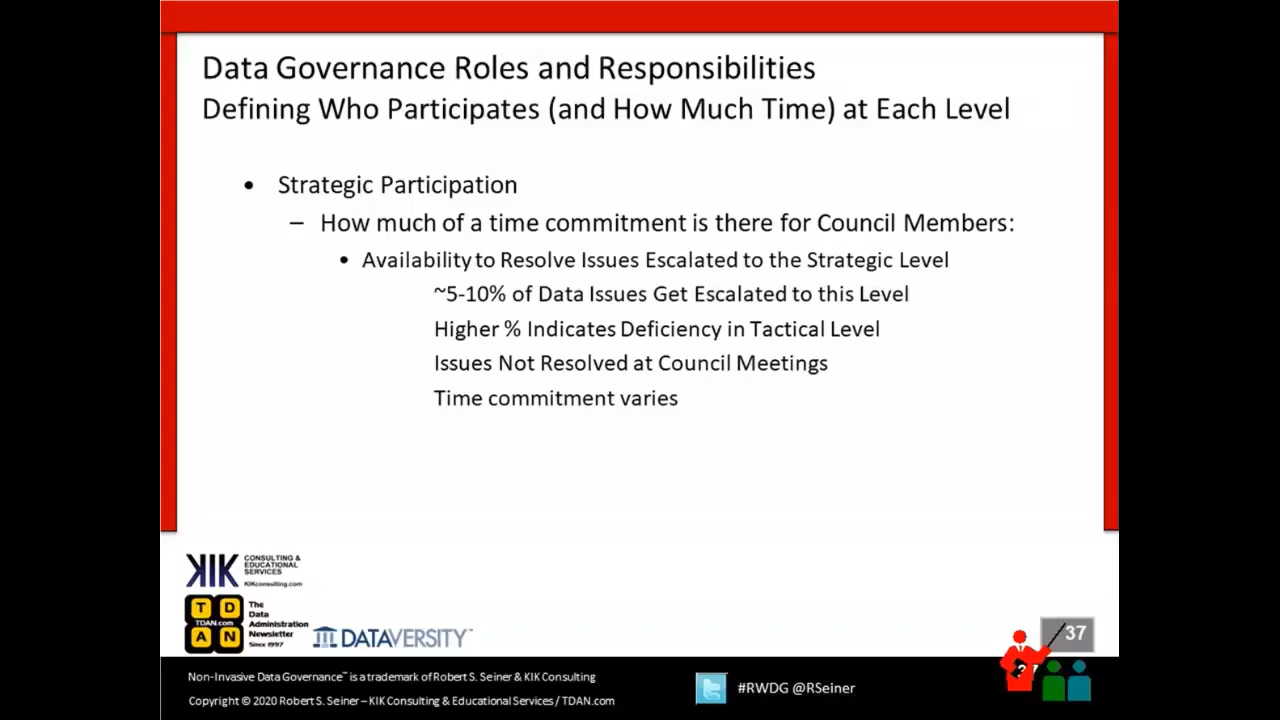 Data Governance Roles and Responsibilities
Defining Who Participates (and How Much Time) at Each Level
• Strategic Participation
– How much of a time commitment is there for Council Members:
• Availability to Resolve Issues Escalated to the Strategic Level
~5-10% of Data Issues Get Escalated to this Level
Higher % Indicates Deficiency in Tactical Level
Issues Not Resolved at Council Meetings
Time commitment varies
KIK
CONSULTING &
EDUCATIONAL
SERVICES
KIKconsulting.com
T D
TDAN.com
A N
The
Data
Administration
Newsletter
Since 1997
DATAVERSITY™
37
Non-Invasive Data Governance™ is a trademark of Robert S. Seiner & KIK Consulting
Copyright © 2020 Robert S. Seiner – KIK Consulting & Educational Services / TDAN.com
#RWDG @RSeiner